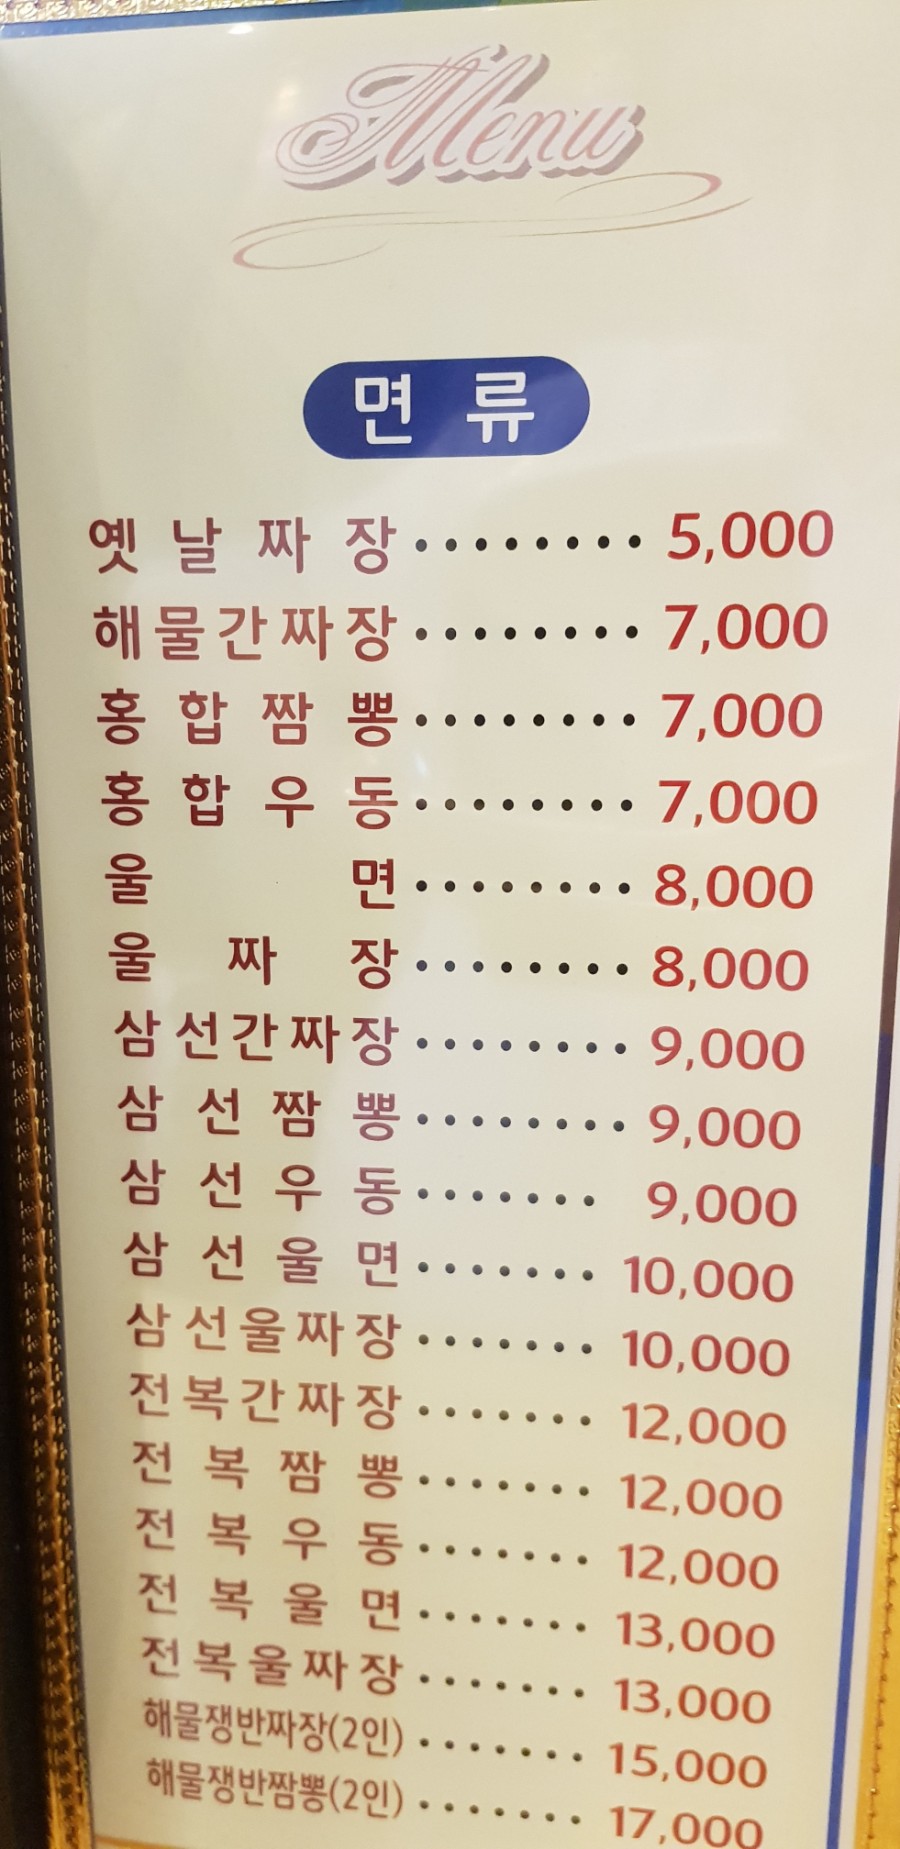 Menu
면 류
옛 날 짜 장 ········ 5,000
해물간짜장 ········ 7,000
홍 합 짬 뽕 ········ 7,000
홍 합 우 동 ········ 7,000
울 면 ········ 8,000
울 짜 장 ········ 8,000
삼선간짜장 ········ 9,000
삼 선 짬 뽕 ········ 9,000
삼 선 우 동 ······· 9,000
삼 선 울 면 ······· 10,000
삼선울짜장 ······· 10,000
전복간짜장 ······· 12,000
전 복 짬 뽕 ······· 12,000
전 복 우 동 ······· 12,000
전 복 울 면 ······· 13,000
전복울짜장 ······· 13,000
해물쟁반짜장(2인) ······· 15,000
해물쟁반짬뽕(2인) ······· 17,000